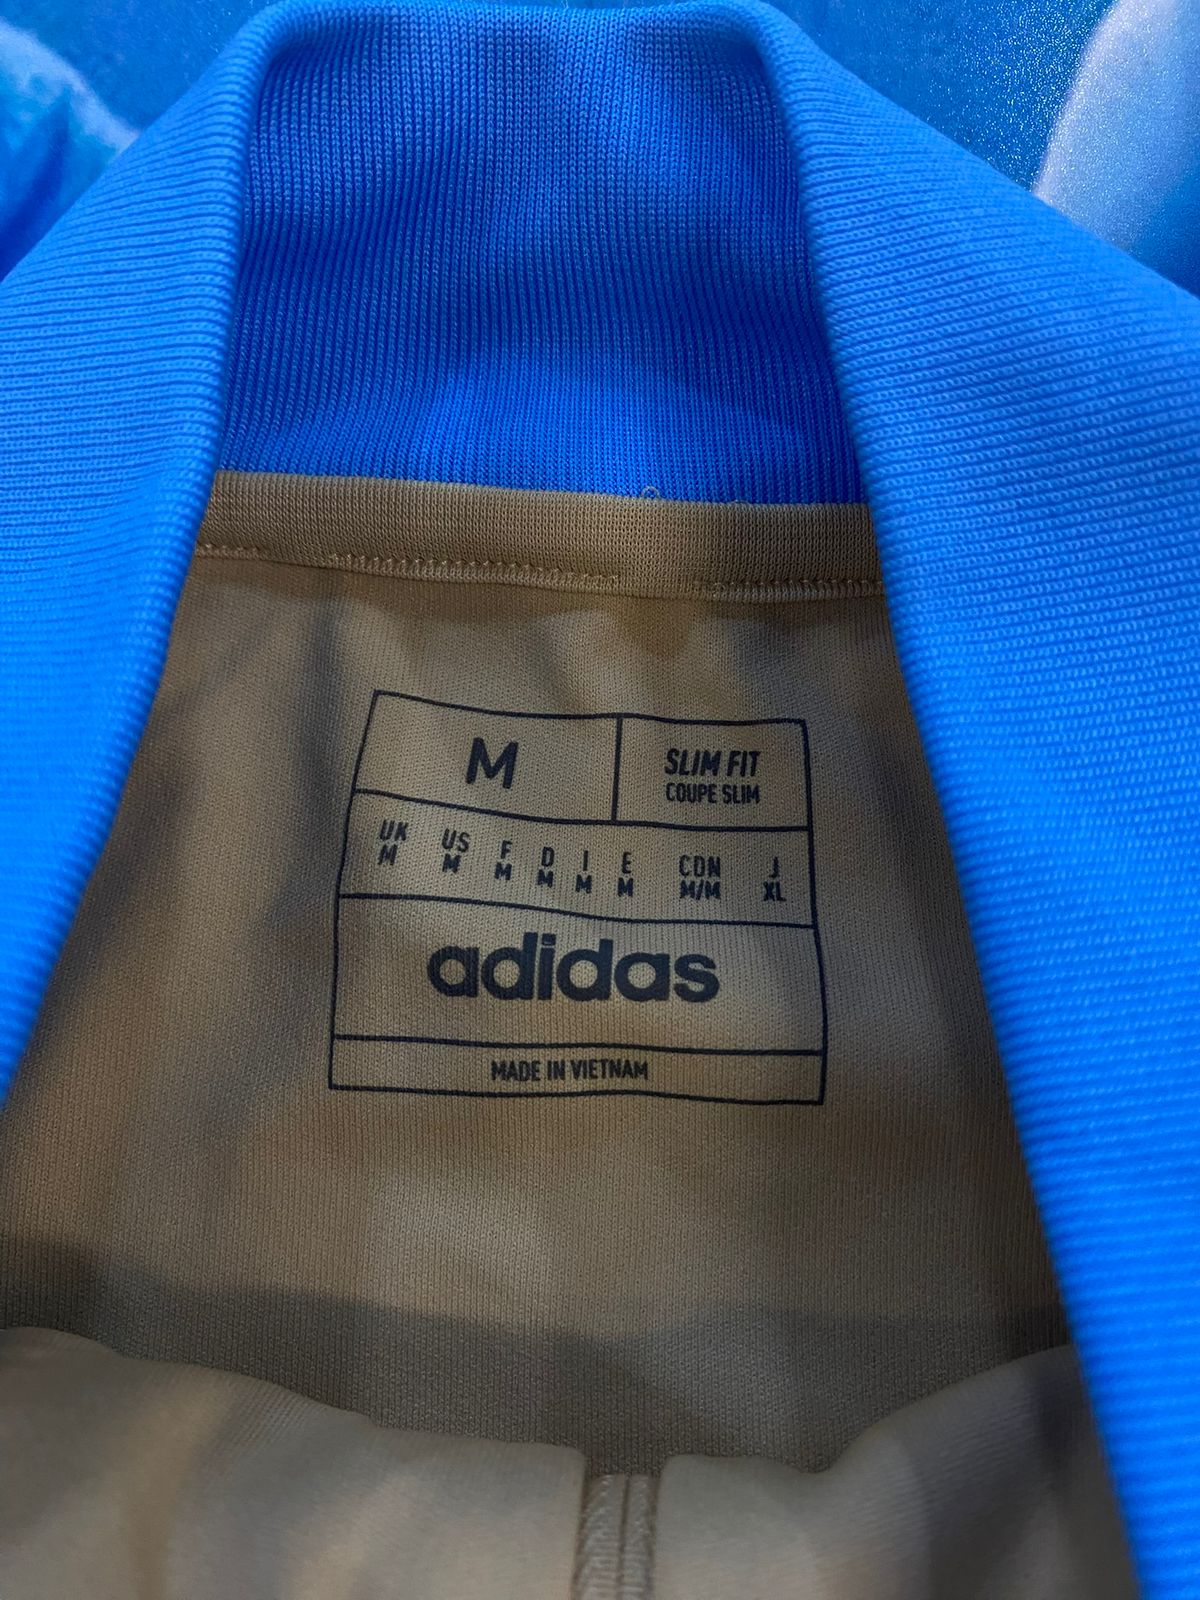 M
SLIM FIT
COUPE SLIM
UK US F D I E CDN J
M M M M M M M/M XL
adidas
MADE IN VIETNAM